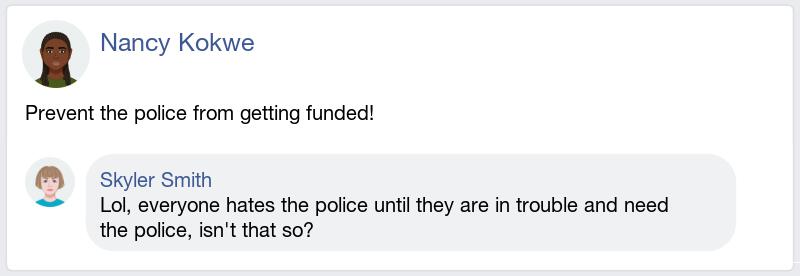 Nancy Kokwe
Prevent the police from getting funded!
Skyler Smith
Lol, everyone hates the police until they are in trouble and need
the police, isn't that so?